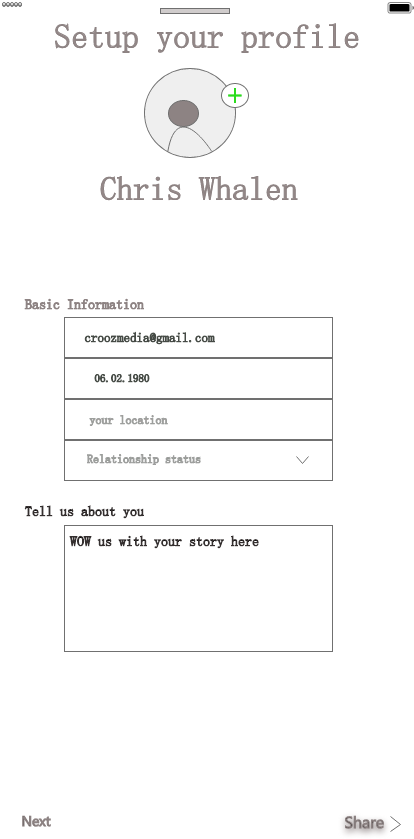 Setup your profile
Chris Whalen
Basic Information
croozmedia@gmail.com
06.02.1980
your location
Relationship status
Tell us about you
WOW us with your story here
Next
Share